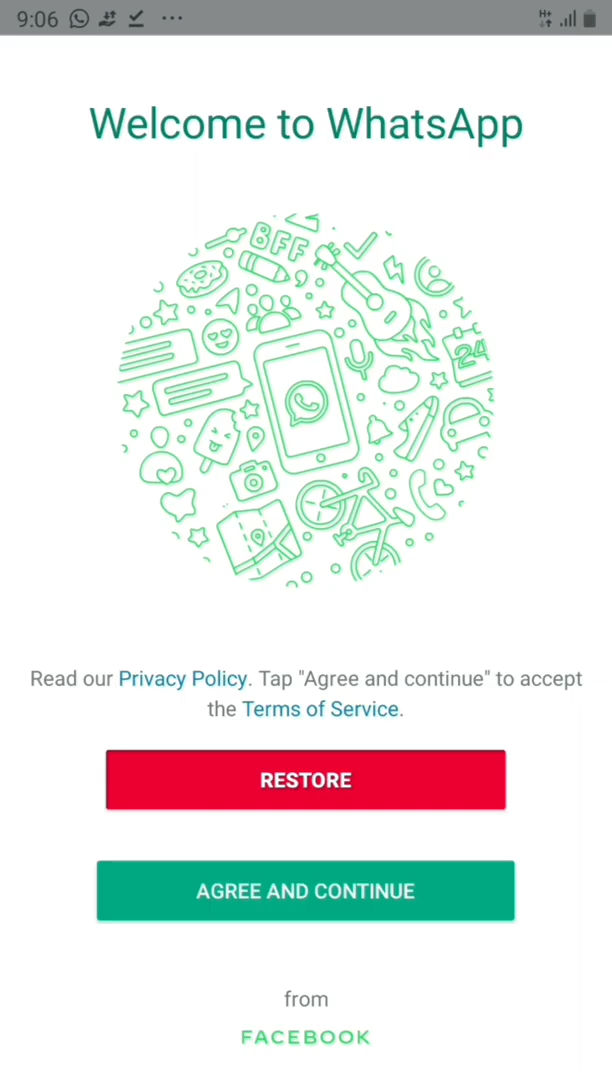 9:06
H+
Welcome to WhatsApp
BFF
24
Read our Privacy Policy. Tap "Agree and continue" to accept
the Terms of Service.
RESTORE
AGREE AND CONTINUE
from
FACEBOOK